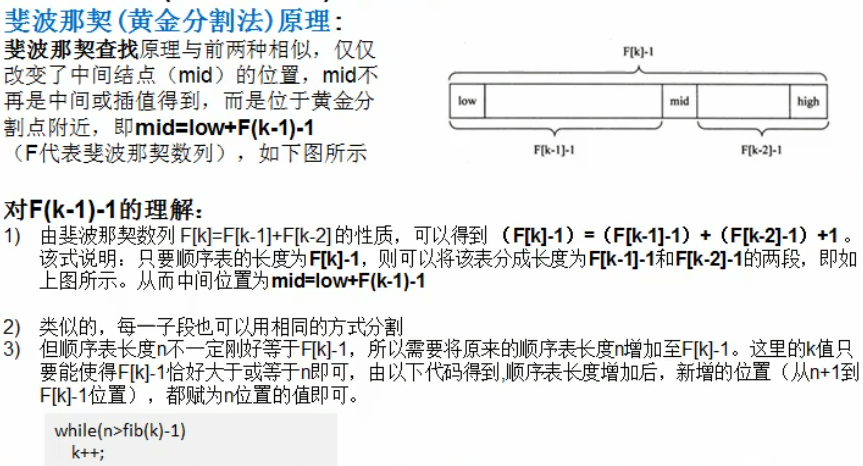 斐波那契(黄金分割法)原理:
斐波那契查找原理与前两种相似，仅仅
改变了中间结点（mid）的位置，mid不
再是中间或插值得到，而是位于黄金分
割点附近，即mid=low+F(k-1)-1
（F代表斐波那契数列），如下图所示
F[k]-1
low
mid
high
F[k-1]-1
F[k-2]-1
对F(k-1)-1的理解：
1) 由斐波那契数列 F[k]=F[k-1]+F[k-2] 的性质，可以得到 （F[k]-1）=（F[k-1]-1）+（F[k-2]-1）+1 。
该式说明：只要顺序表的长度为F[k]-1，则可以将该表分成长度为F[k-1]-1和F[k-2]-1的两段，即如
上图所示。从而中间位置为mid=low+F(k-1)-1
2) 类似的，每一子段也可以用相同的方式分割
3) 但顺序表长度n不一定刚好等于F[k]-1，所以需要将原来的顺序表长度n增加至F[k]-1。这里的k值只
要能使得F[k]-1恰好大于或等于n即可，由以下代码得到,顺序表长度增加后，新增的位置（从n+1到
F[k]-1位置），都赋为n位置的值即可。
while(n>fib(k)-1)
k++;